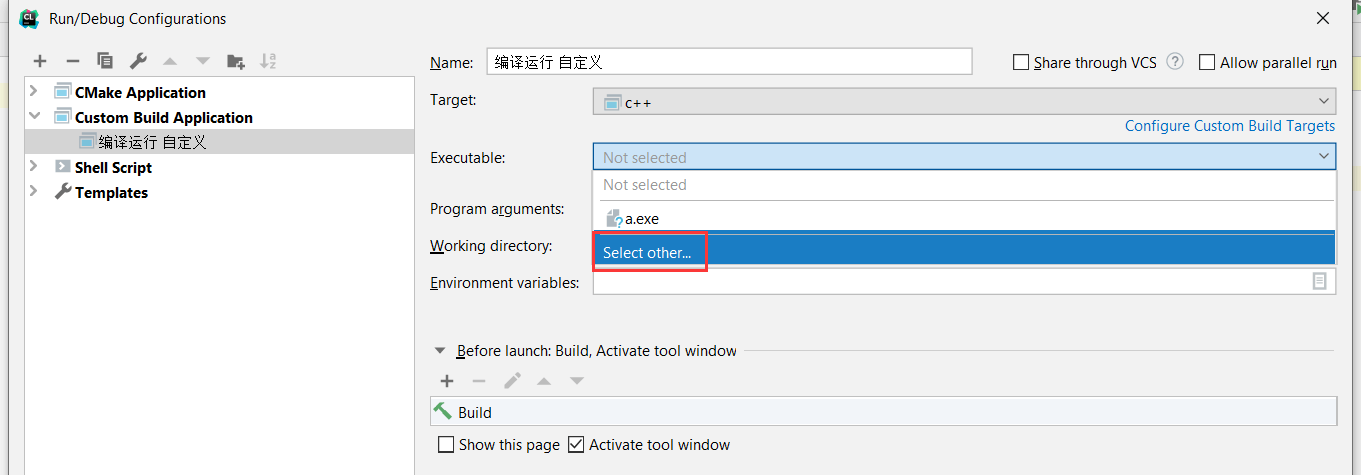 CL Run/Debug Configurations
Name: 编译运行 自定义 Share through VCS ? Allow parallel run
CMake Application
Custom Build Application
编译运行 自定义
Shell Script
Templates
Target: c++
Configure Custom Build Targets
Executable: Not selected
Not selected
Program arguments:
a.exe
Working directory:
Select other...
Environment variables:
Before launch: Build, Activate tool window
Build
Show this page Activate tool window